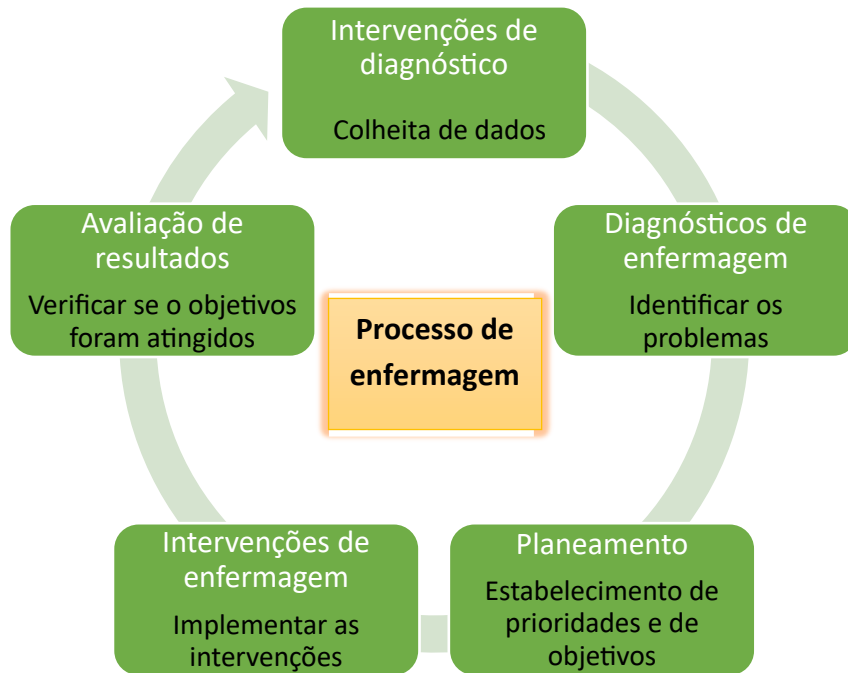 Intervenções de
diagnóstico
Colheita de dados
Diagnósticos de
enfermagem
Identificar os
problemas
Planeamento
Estabelecimento de
prioridades e de
objetivos
Intervenções de
enfermagem
Implementar as
intervenções
Avaliação de
resultados
Verificar se o objetivos
foram atingidos
Processo de
enfermagem